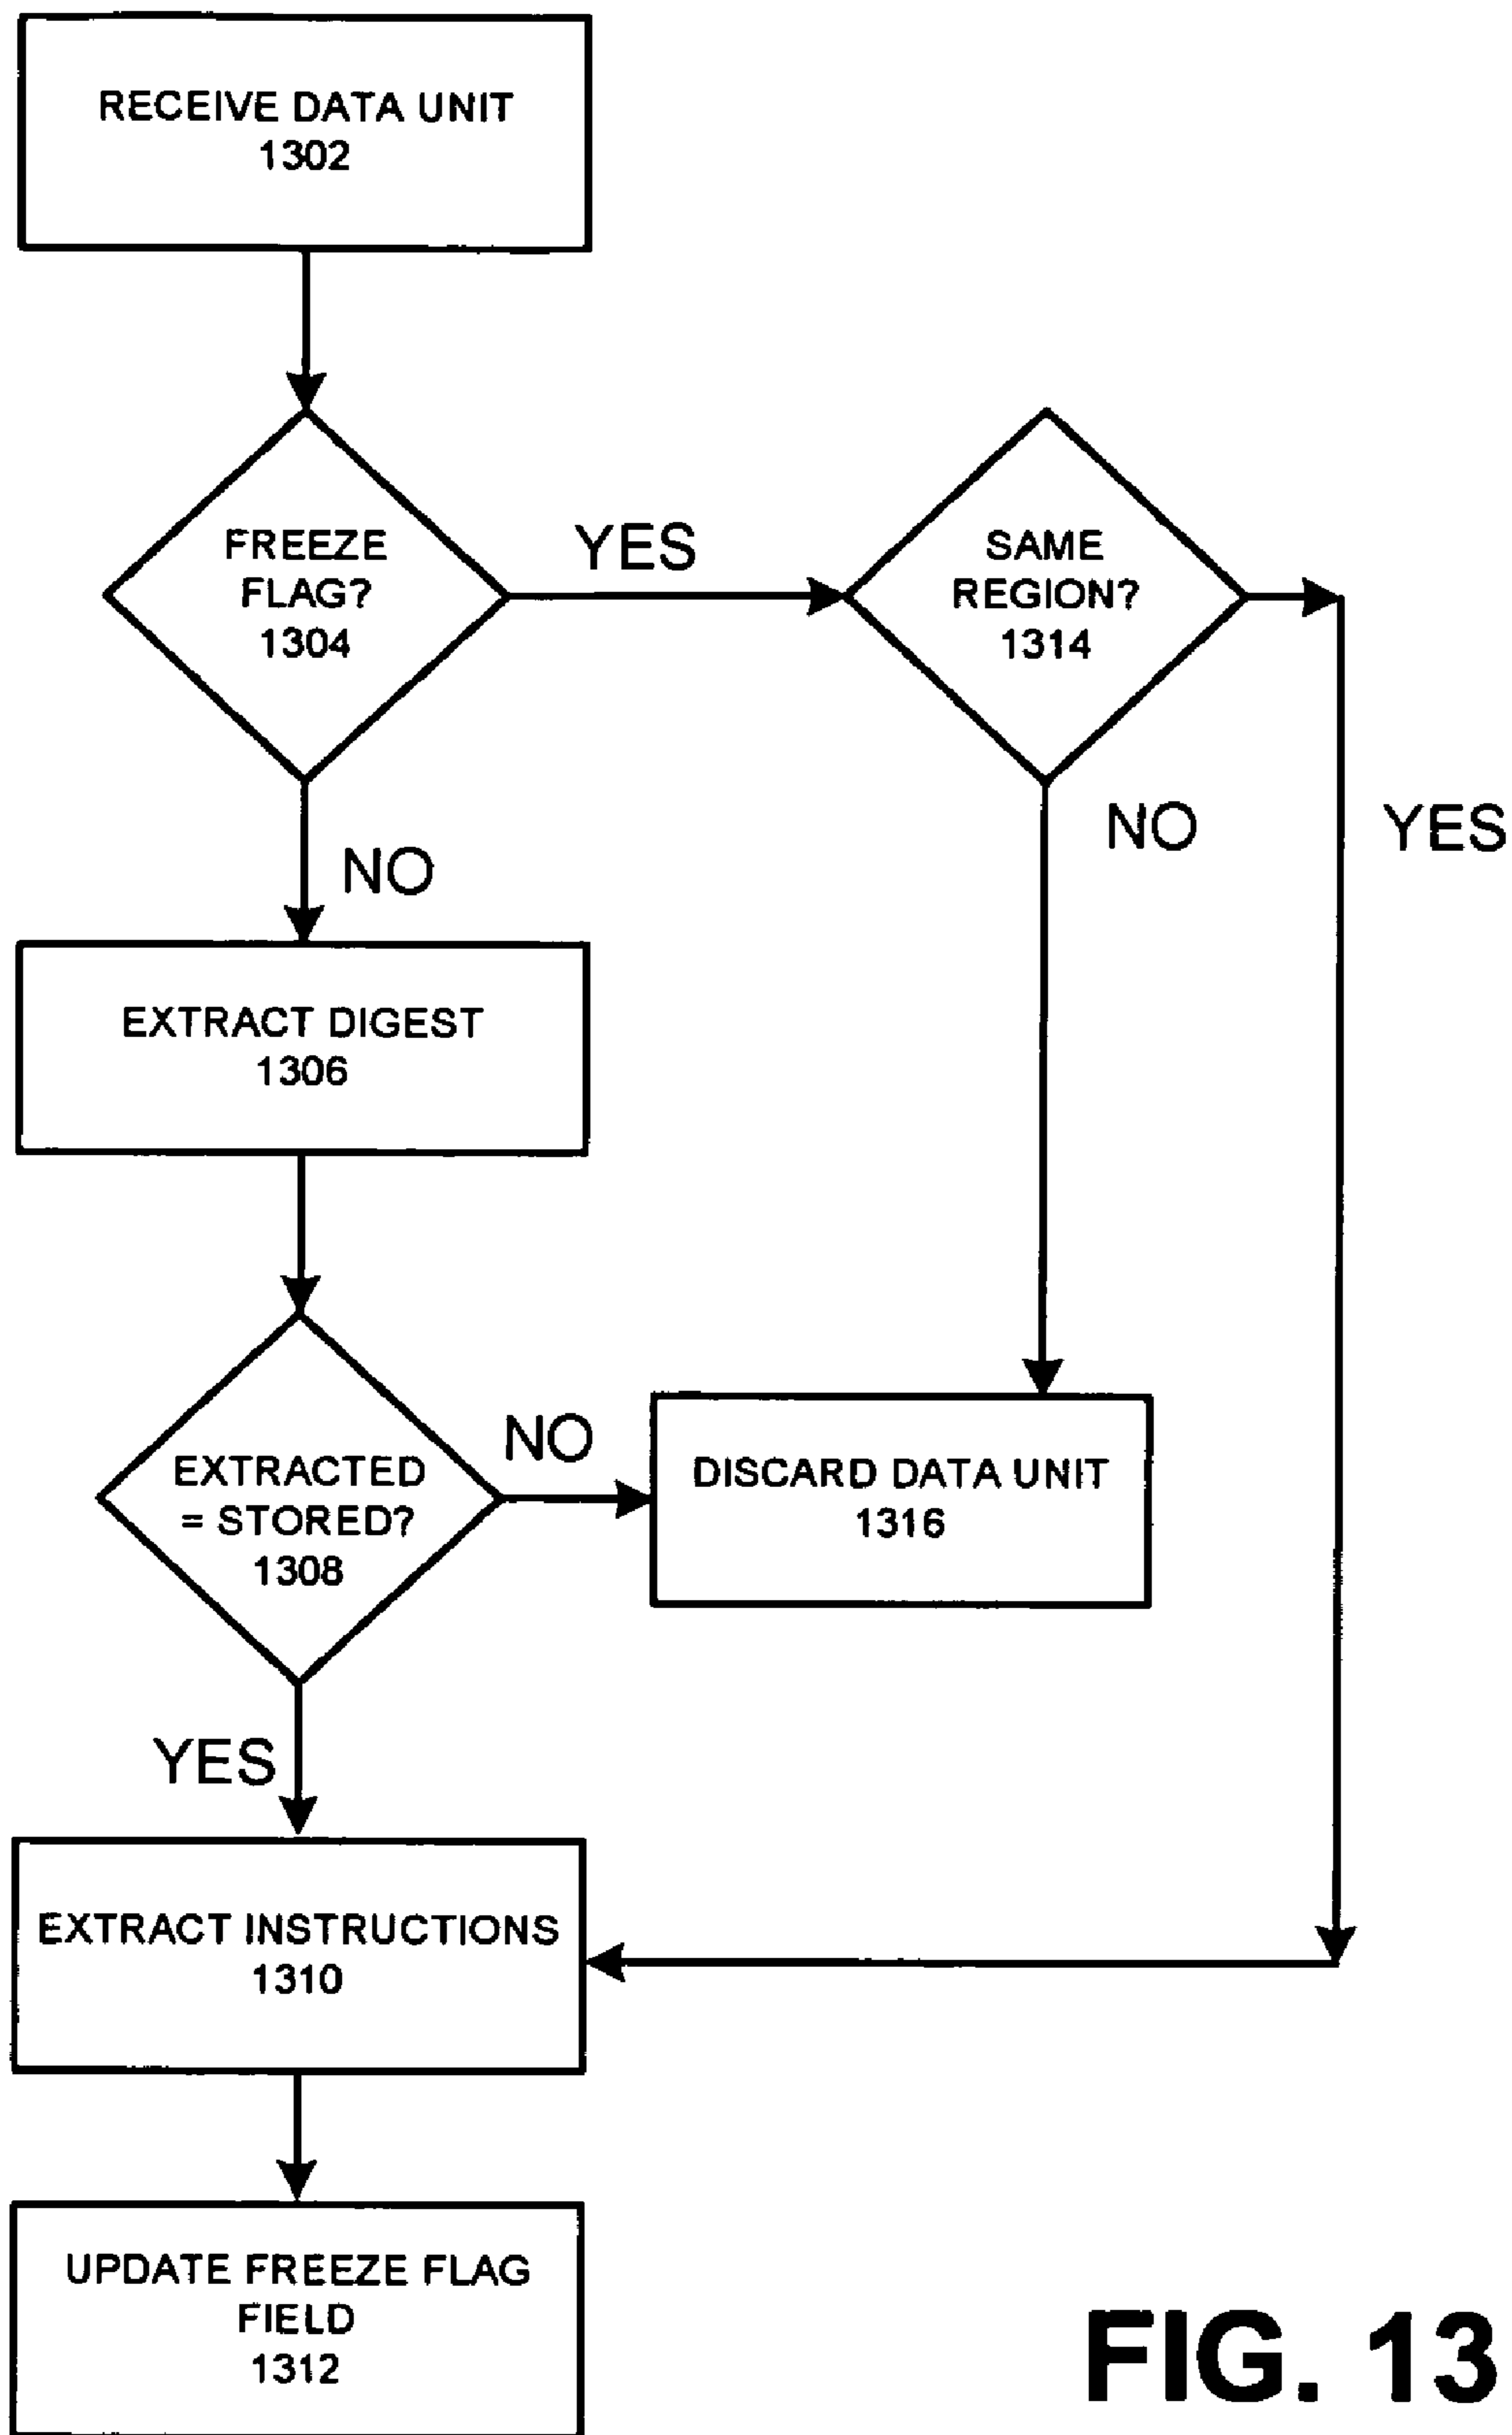 RECEIVE DATA UNIT
1302
FREEZE
FLAG?
1304
YES
SAME
REGION?
1314
NO
YES
NO
EXTRACT DIGEST
1306
EXTRACTED
= STORED?
1308
NO
DISCARD DATA UNIT
1316
YES
EXTRACT INSTRUCTIONS
1310
UPDATE FREEZE FLAG
FIELD
1312
FIG. 13